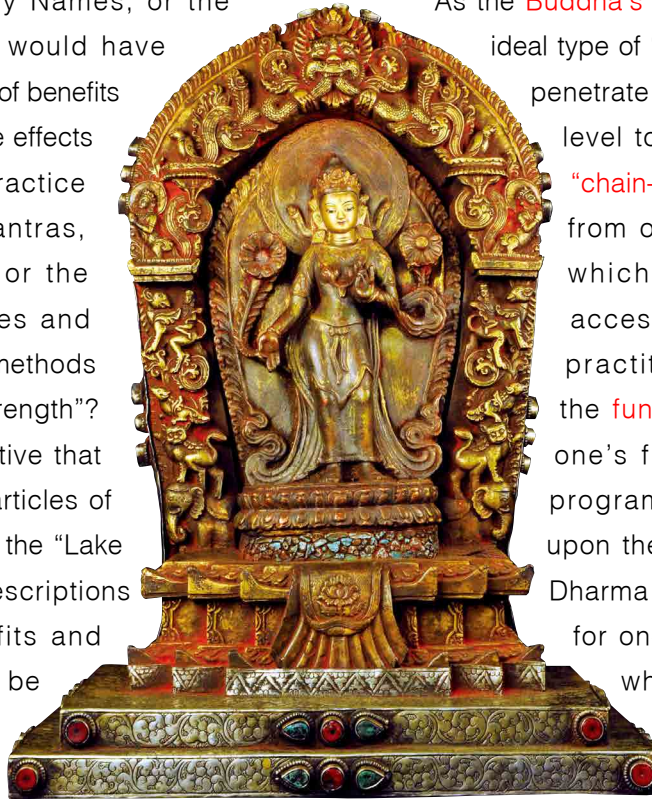 y Names, or the
would have
of benefits
e effects
ractice
antras,
or the
es and
methods
rength”?
tive that
articles of
the “Lake
escriptions
fits and
be
As the Buddha’s
ideal type of
penetrate
level to
“chain-
from o
which
acces
practit
the fun
one’s f
program
upon the
Dharma
for on
wh